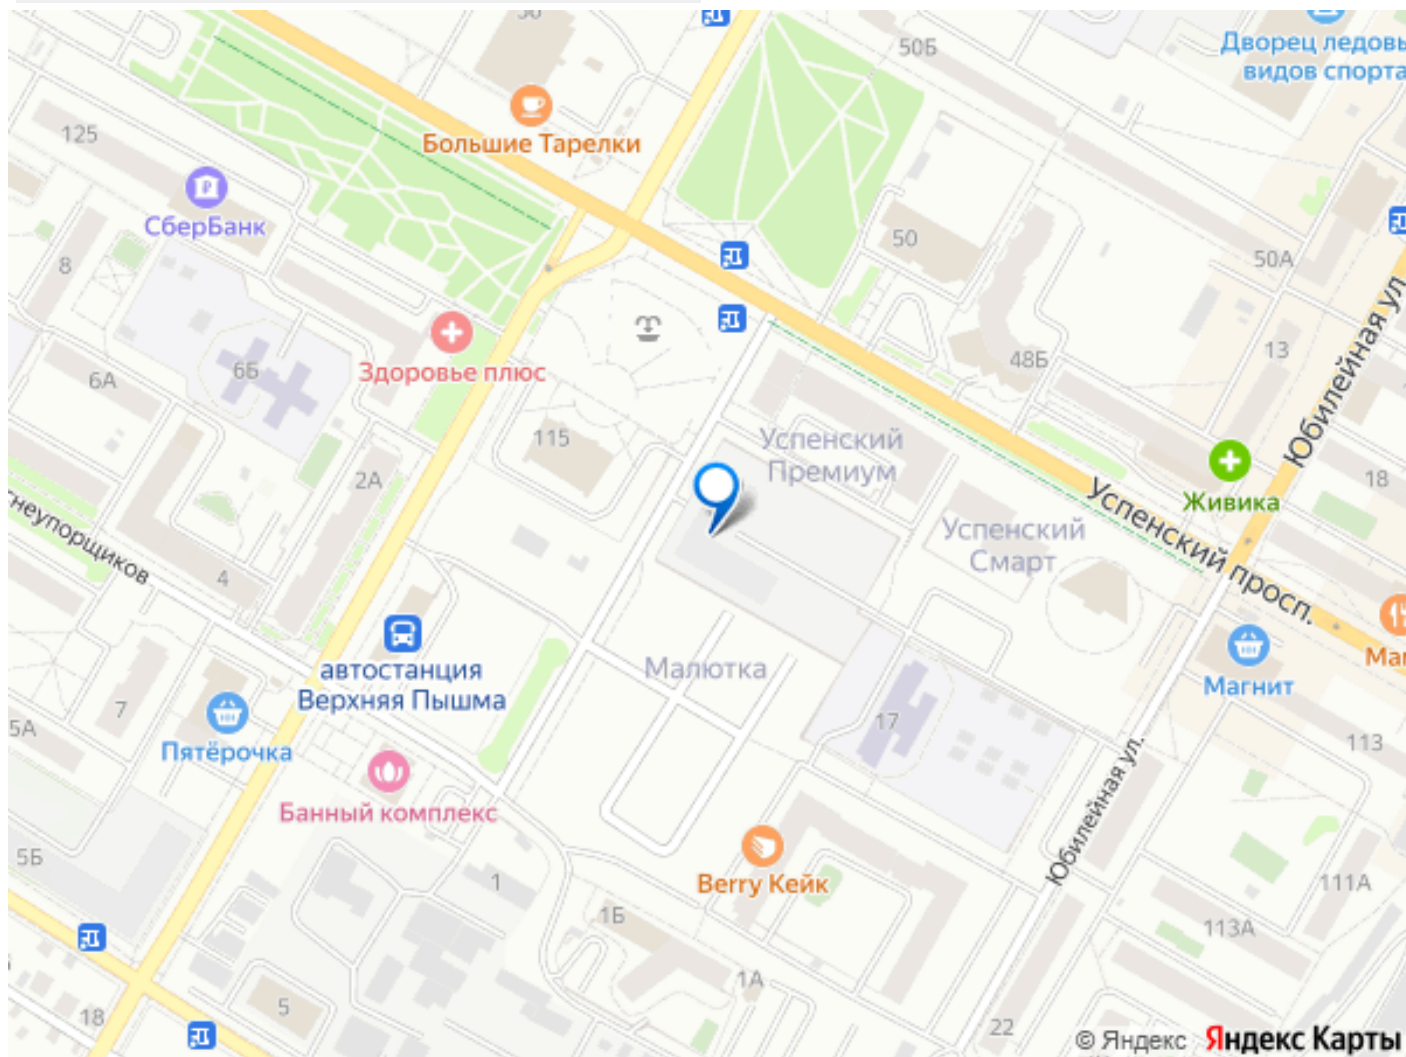 50Б
Дворец ледовы
видов спорта
125
Большие Тарелки
СберБанк
50
50А
8
6Б
6А
Здоровье плюс
48Б
13
Юбилейная ул.
115
Успенский
Премиум
2А
18
Живика
Успенский просп.
Успенский
Смарт
гнеупорщиков
4
автостанция
Верхняя Пышма
Малютка
Магнит
Маг
7
5А
Пятёрочка
17
113
Банный комплекс
Юбилейная ул.
5Б
1
Berry Кейк
111А
1Б
113А
1А
5
18
22
© Яндекс Яндекс Карты